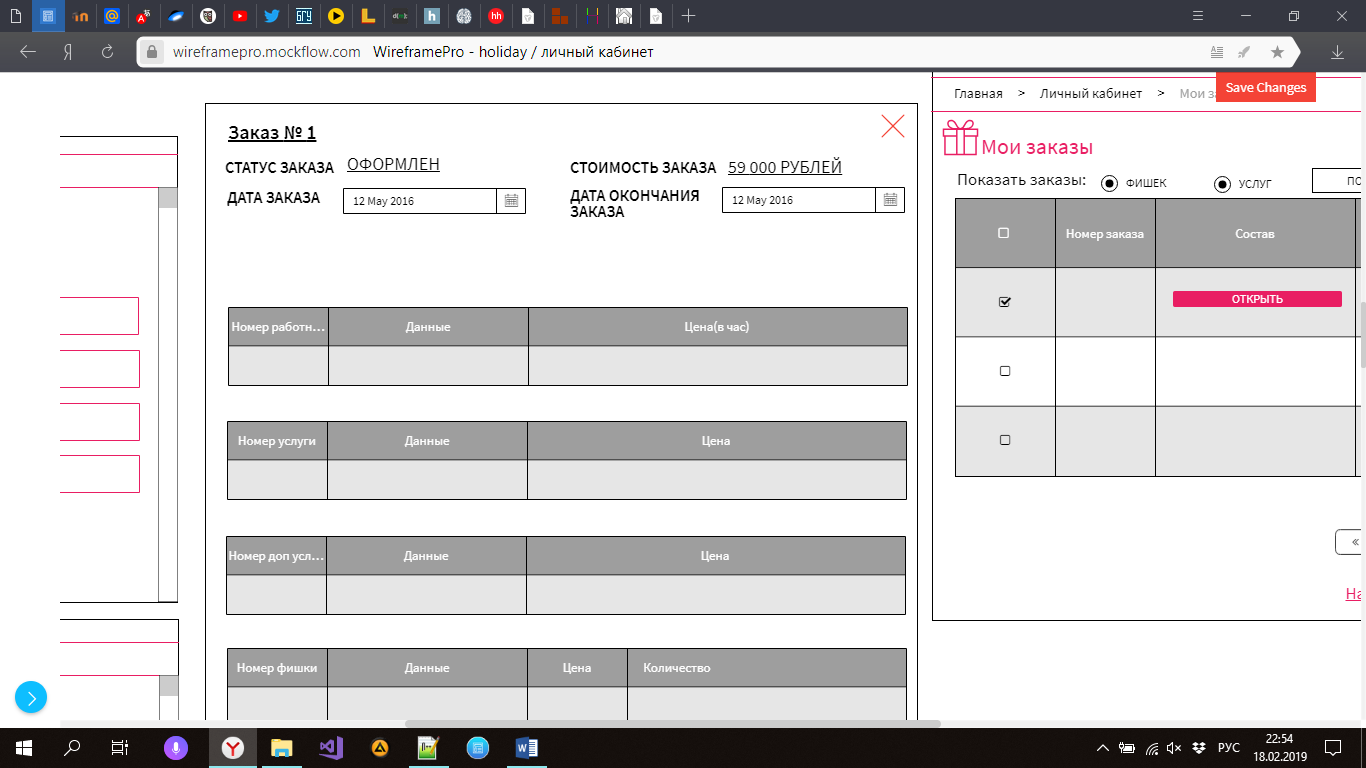 wireframepro.mockflow.com WireframePro - holiday / личный кабинет
Save Changes
Заказ № 1
СТАТУС ЗАКАЗА ОФОРМЛЕН
СТОИМОСТЬ ЗАКАЗА 59 000 РУБЛЕЙ
ДАТА ЗАКАЗА 12 May 2016
ДАТА ОКОНЧАНИЯ
ЗАКАЗА
12 May 2016
Номер работн... Данные Цена(в час)
Номер услуги Данные Цена
Номер доп усл... Данные Цена
Номер фишки Данные Цена Количество
Главная > Личный кабинет > Мои за
Мои заказы
Показать заказы: ФИШЕК УСЛУГ ПО
Номер заказа Состав
ОТКРЫТЬ
«
На
РУС
22:54
18.02.2019